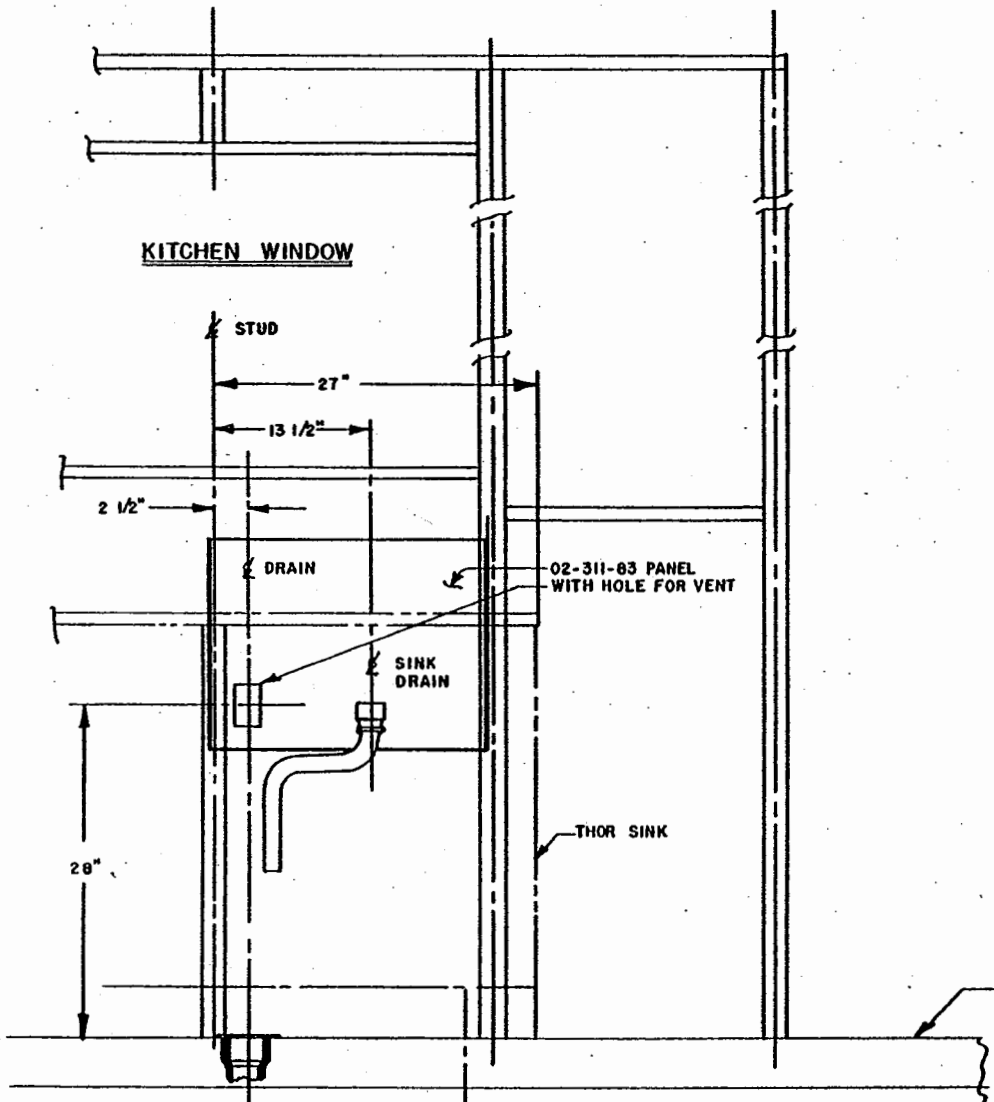 KITCHEN WINDOW
℄ STUD
27"
13 1/2"
2 1/2"
℄ DRAIN
02-311-83 PANEL
WITH HOLE FOR VENT
℄ SINK
DRAIN
THOR SINK
28"